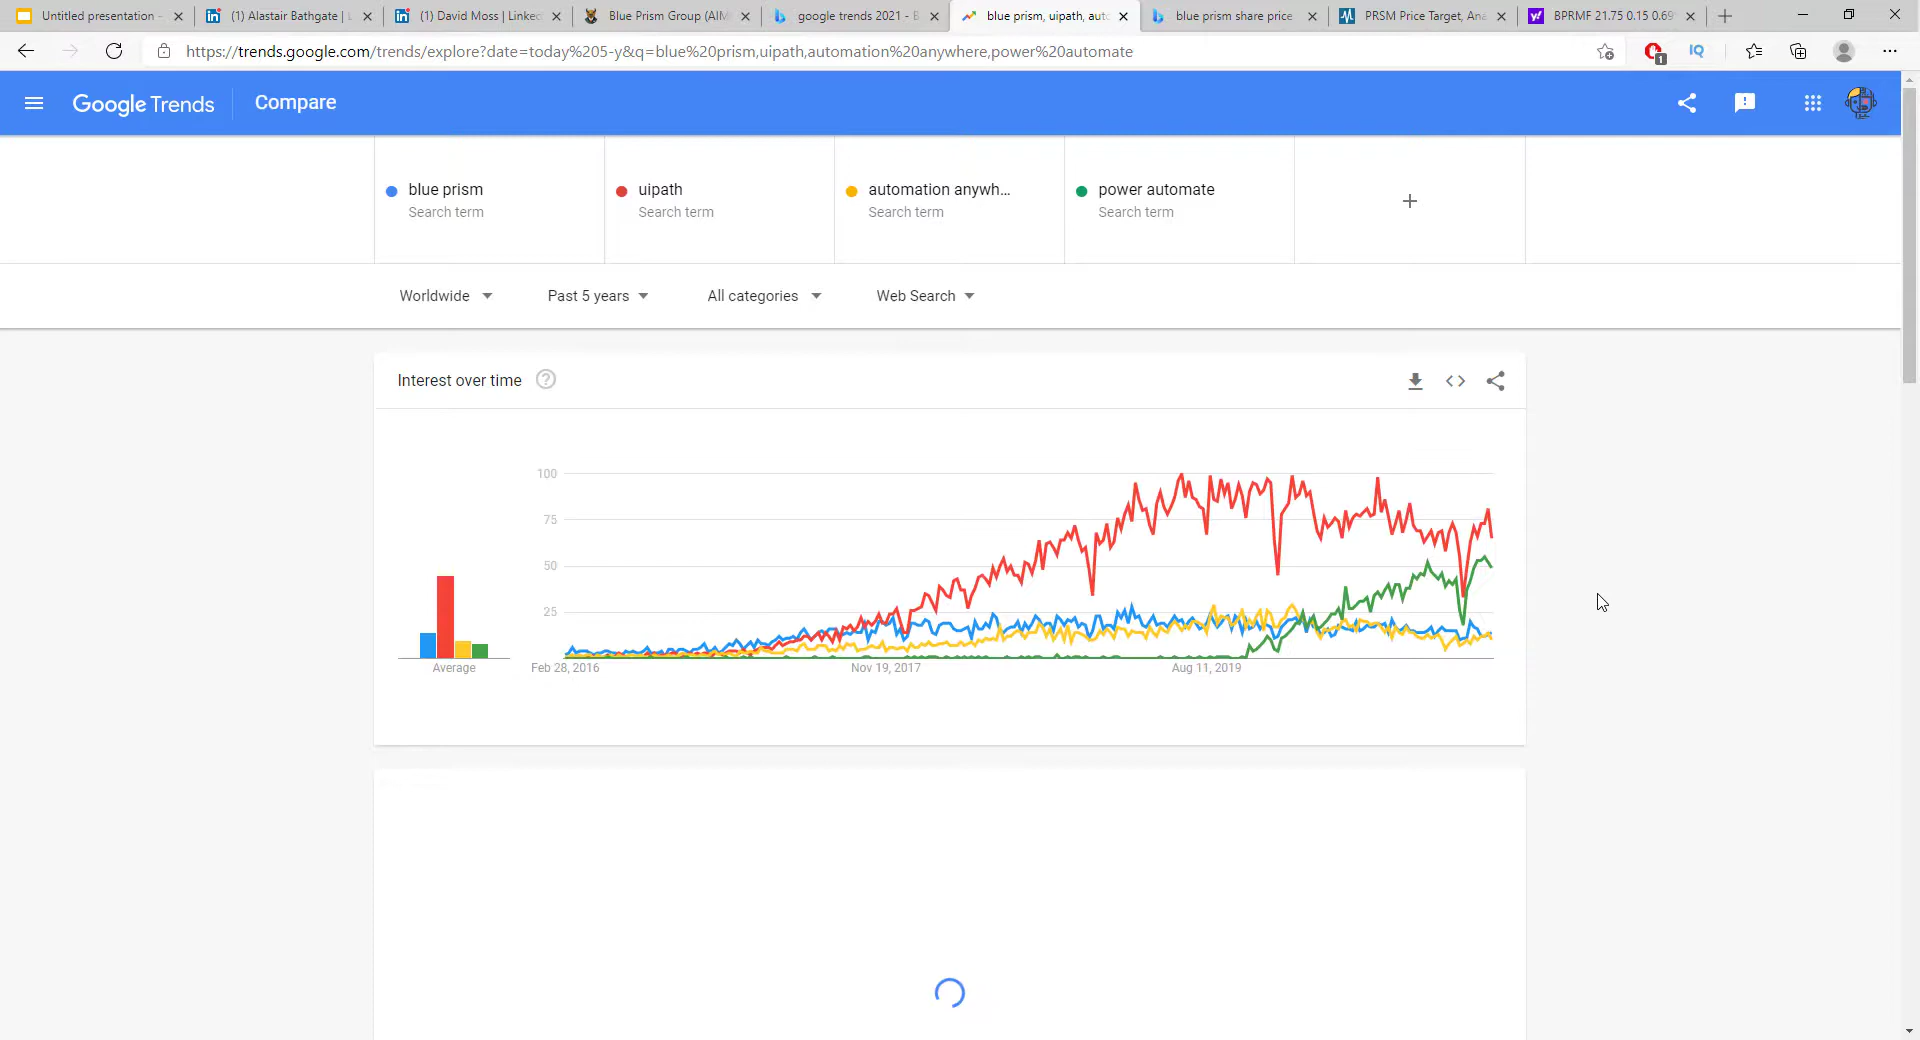 Untitled presentation -
(1) Alastair Bathgate | L
(1) David Moss | Linked
Blue Prism Group (AIM
google trends 2021 - B
blue prism, uipath, auto
blue prism share price
PRSM Price Target, Ana
BPRMF 21.75 0.15 0.69
https://trends.google.com/trends/explore?date=today%205-y&q=blue%20prism,uipath,automation%20anywhere,power%20automate
1
IQ
Google Trends
Compare
blue prism
Search term
uipath
Search term
automation anywh...
Search term
power automate
Search term
+
Worldwide
Past 5 years
All categories
Web Search
Interest over time
?
100
75
50
25
Average
Feb 28, 2016
Nov 19, 2017
Aug 11, 2019